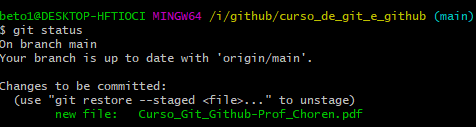 beto1@DESKTOP-HFTIOCI MINGW64 /i/github/curso_de_git_e_github (main)
$ git status
On branch main
Your branch is up to date with 'origin/main'.
Changes to be committed:
(use "git restore --staged <file>..." to unstage)
new file: Curso_Git_Github-Prof_Choren.pdf